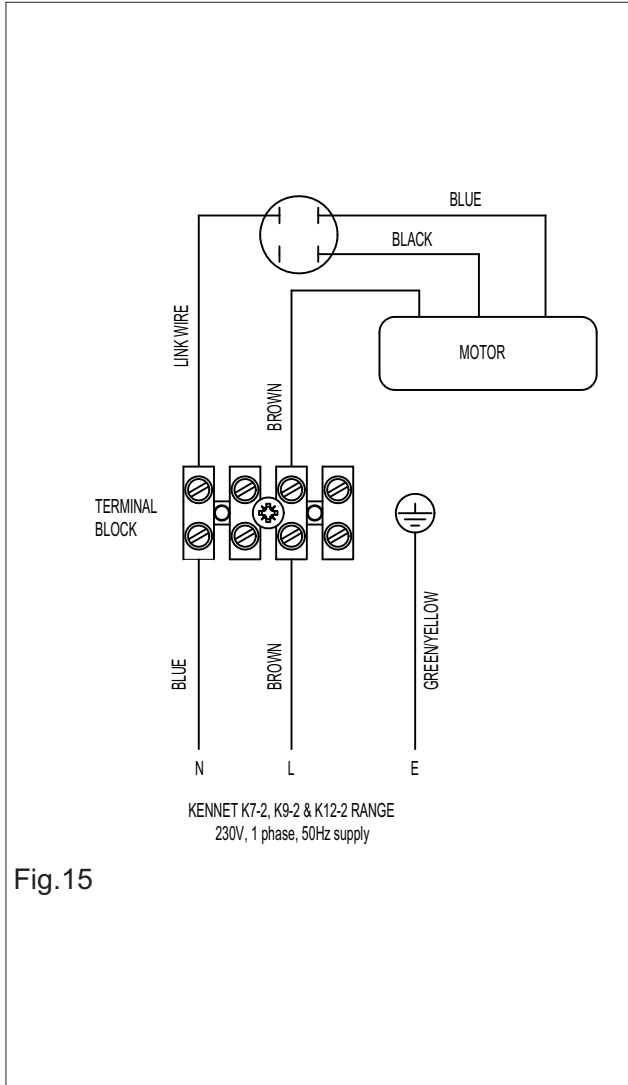 BLUE
BLACK
LINK WIRE
MOTOR
BROWN
TERMINAL
BLOCK
BLUE
BROWN
GREEN/YELLOW
N
L
E
KENNET K7-2, K9-2 & K12-2 RANGE
230V, 1 phase, 50Hz supply
Fig.15